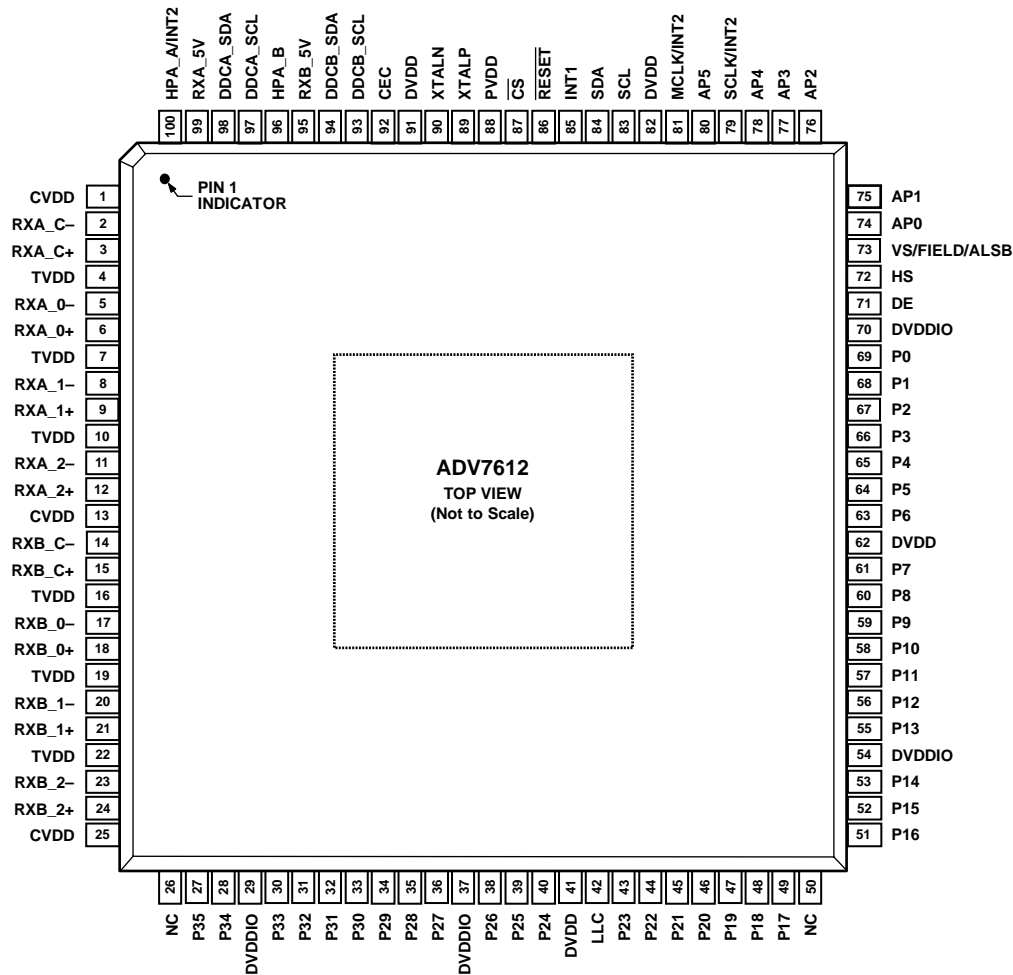 HPA_A/INT2
RXA_5V
DDCA_SDA
DDCA_SCL
HPA_B
RXB_5V
DDCB_SDA
DDCB_SCL
CEC
DVDD
XTALN
XTALP
PVDD
CS
RESET
INT1
SDA
SCL
DVDD
MCLK/INT2
AP5
SCLK/INT2
AP4
AP3
AP2
100
99
98
97
96
95
94
93
92
91
90
89
88
87
86
85
84
83
82
81
80
79
78
77
76
PIN 1
INDICATOR
CVDD 1
RXA_C– 2
RXA_C+ 3
TVDD 4
RXA_0– 5
RXA_0+ 6
TVDD 7
RXA_1– 8
RXA_1+ 9
TVDD 10
RXA_2– 11
RXA_2+ 12
CVDD 13
RXB_C– 14
RXB_C+ 15
TVDD 16
RXB_0– 17
RXB_0+ 18
TVDD 19
RXB_1– 20
RXB_1+ 21
TVDD 22
RXB_2– 23
RXB_2+ 24
CVDD 25
ADV7612
TOP VIEW
(Not to Scale)
75 AP1
74 AP0
73 VS/FIELD/ALSB
72 HS
71 DE
70 DVDDIO
69 P0
68 P1
67 P2
66 P3
65 P4
64 P5
63 P6
62 DVDD
61 P7
60 P8
59 P9
58 P10
57 P11
56 P12
55 P13
54 DVDDIO
53 P14
52 P15
51 P16
26
27
28
29
30
31
32
33
34
35
36
37
38
39
40
41
42
43
44
45
46
47
48
49
50
NC
P35
P34
DVDDIO
P33
P32
P31
P30
P29
P28
P27
DVDDIO
P26
P25
P24
DVDD
LLC
P23
P22
P21
P20
P19
P18
P17
NC